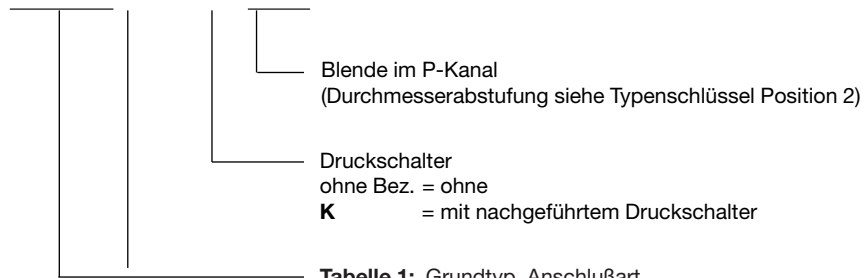 Blende im P-Kanal
(Durchmesserabstufung siehe Typenschlüssel Position 2)
Druckschalter
ohne Bez. = ohne
K = mit nachgeführtem Druckschalter
Tabelle 1: Grundtyp, Anschlußart